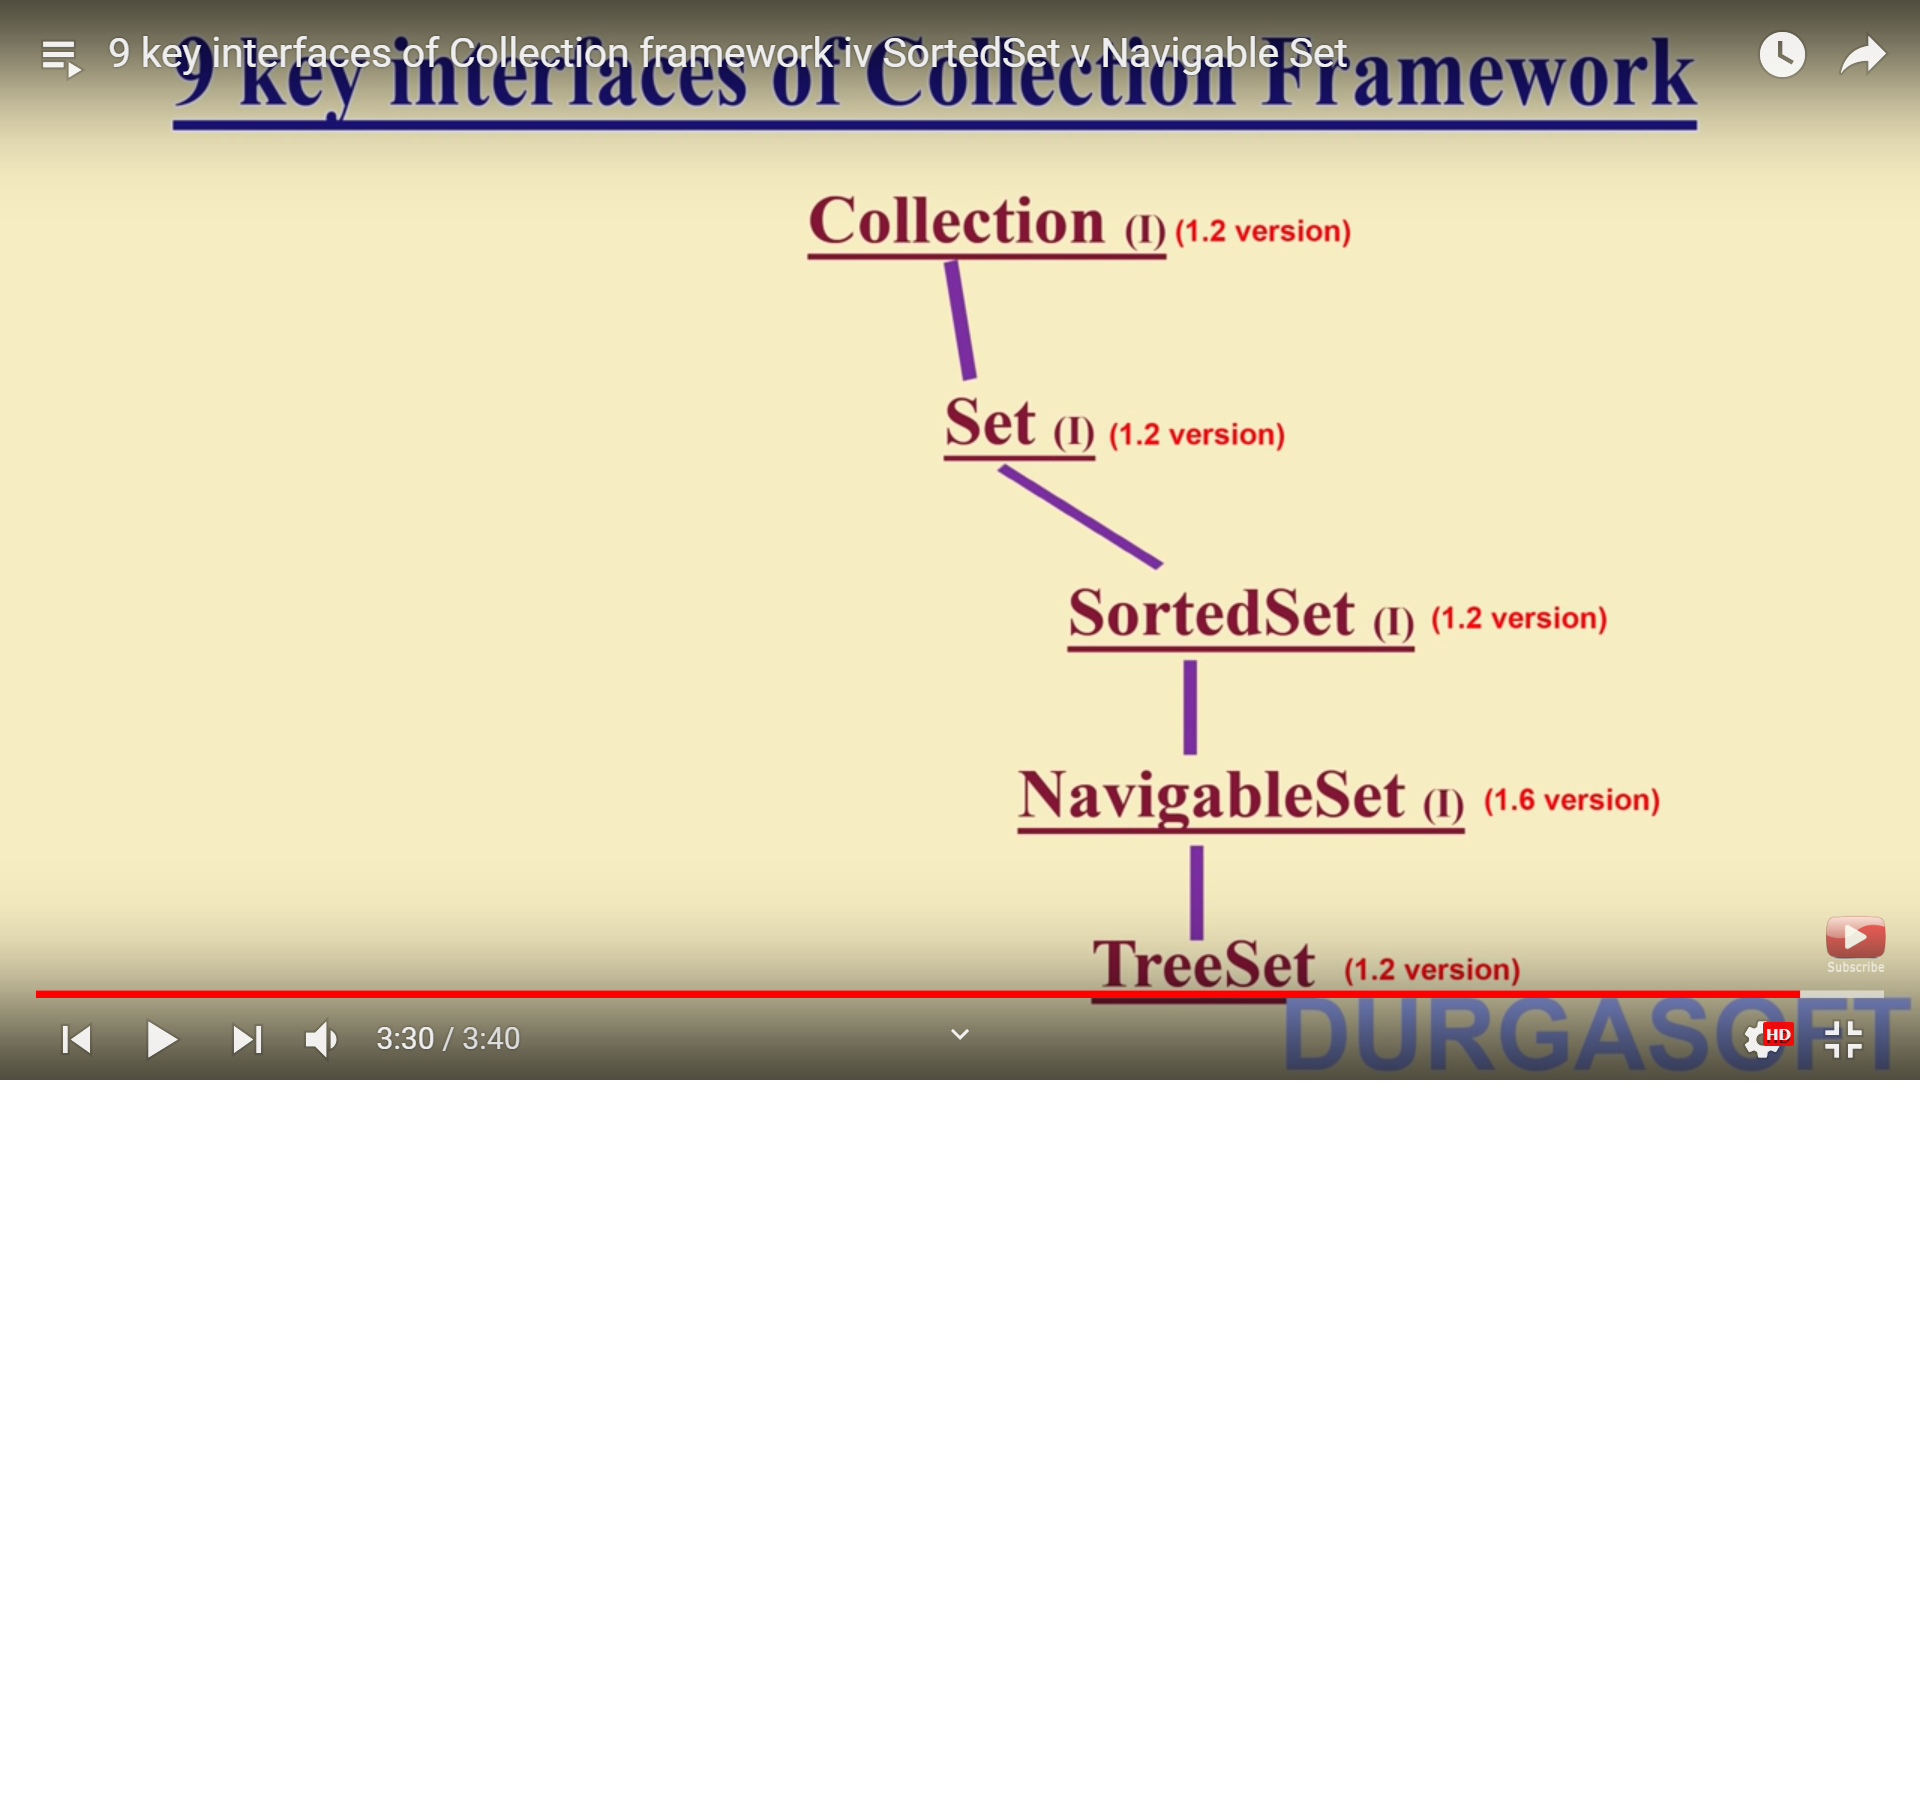 9 key interfaces of Collection framework iv SortedSet v Navigable Set
9 key interfaces of Collection Framework
Collection (I) (1.2 version)
Set (I) (1.2 version)
SortedSet (I) (1.2 version)
NavigableSet (I) (1.6 version)
TreeSet (1.2 version)
Subscribe
DURGASOFT
3:30 / 3:40
HD